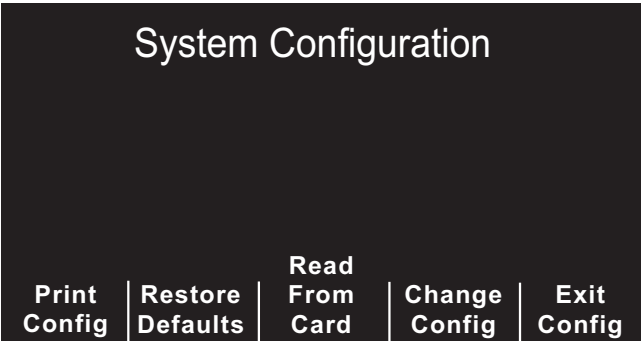 System Configuration
Print Config
Restore Defaults
Read From Card
Change Config
Exit Config